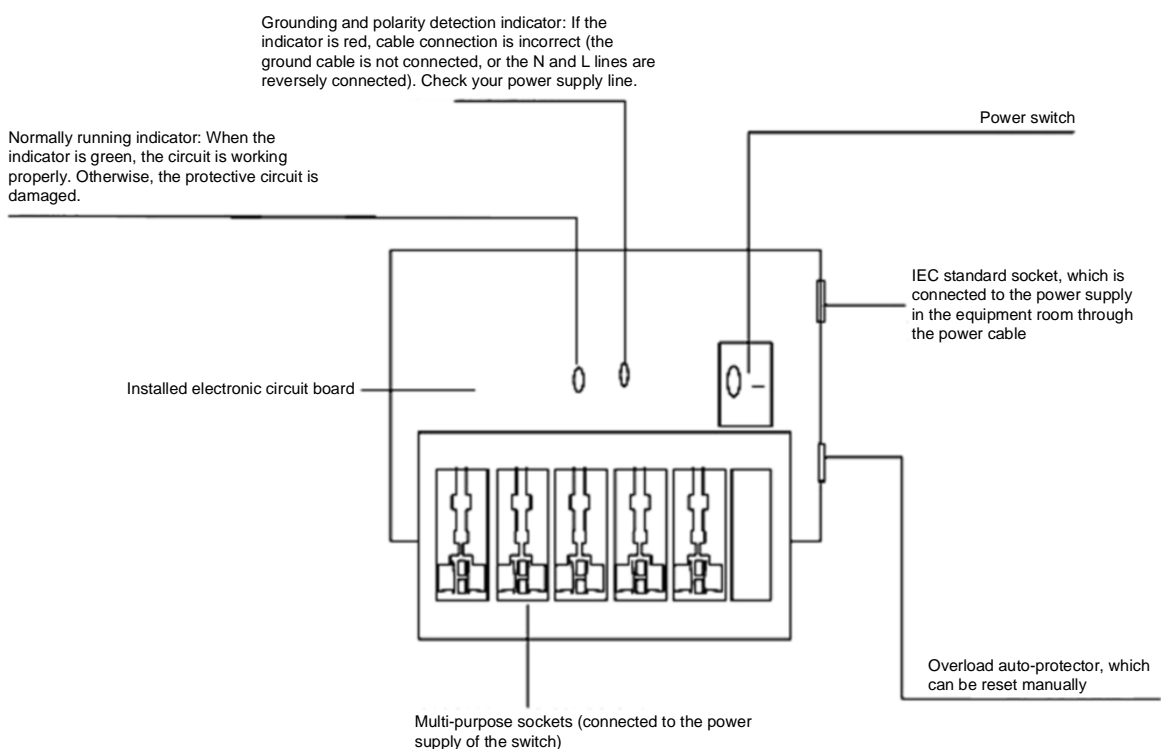 Grounding and polarity detection indicator: If the
indicator is red, cable connection is incorrect (the
ground cable is not connected, or the N and L lines are
reversely connected). Check your power supply line.
Power switch
Normally running indicator: When the
indicator is green, the circuit is working
properly. Otherwise, the protective circuit is
damaged.
IEC standard socket, which is
connected to the power supply
in the equipment room through
the power cable
Installed electronic circuit board
Overload auto-protector, which
can be reset manually
Multi-purpose sockets (connected to the power
supply of the switch)